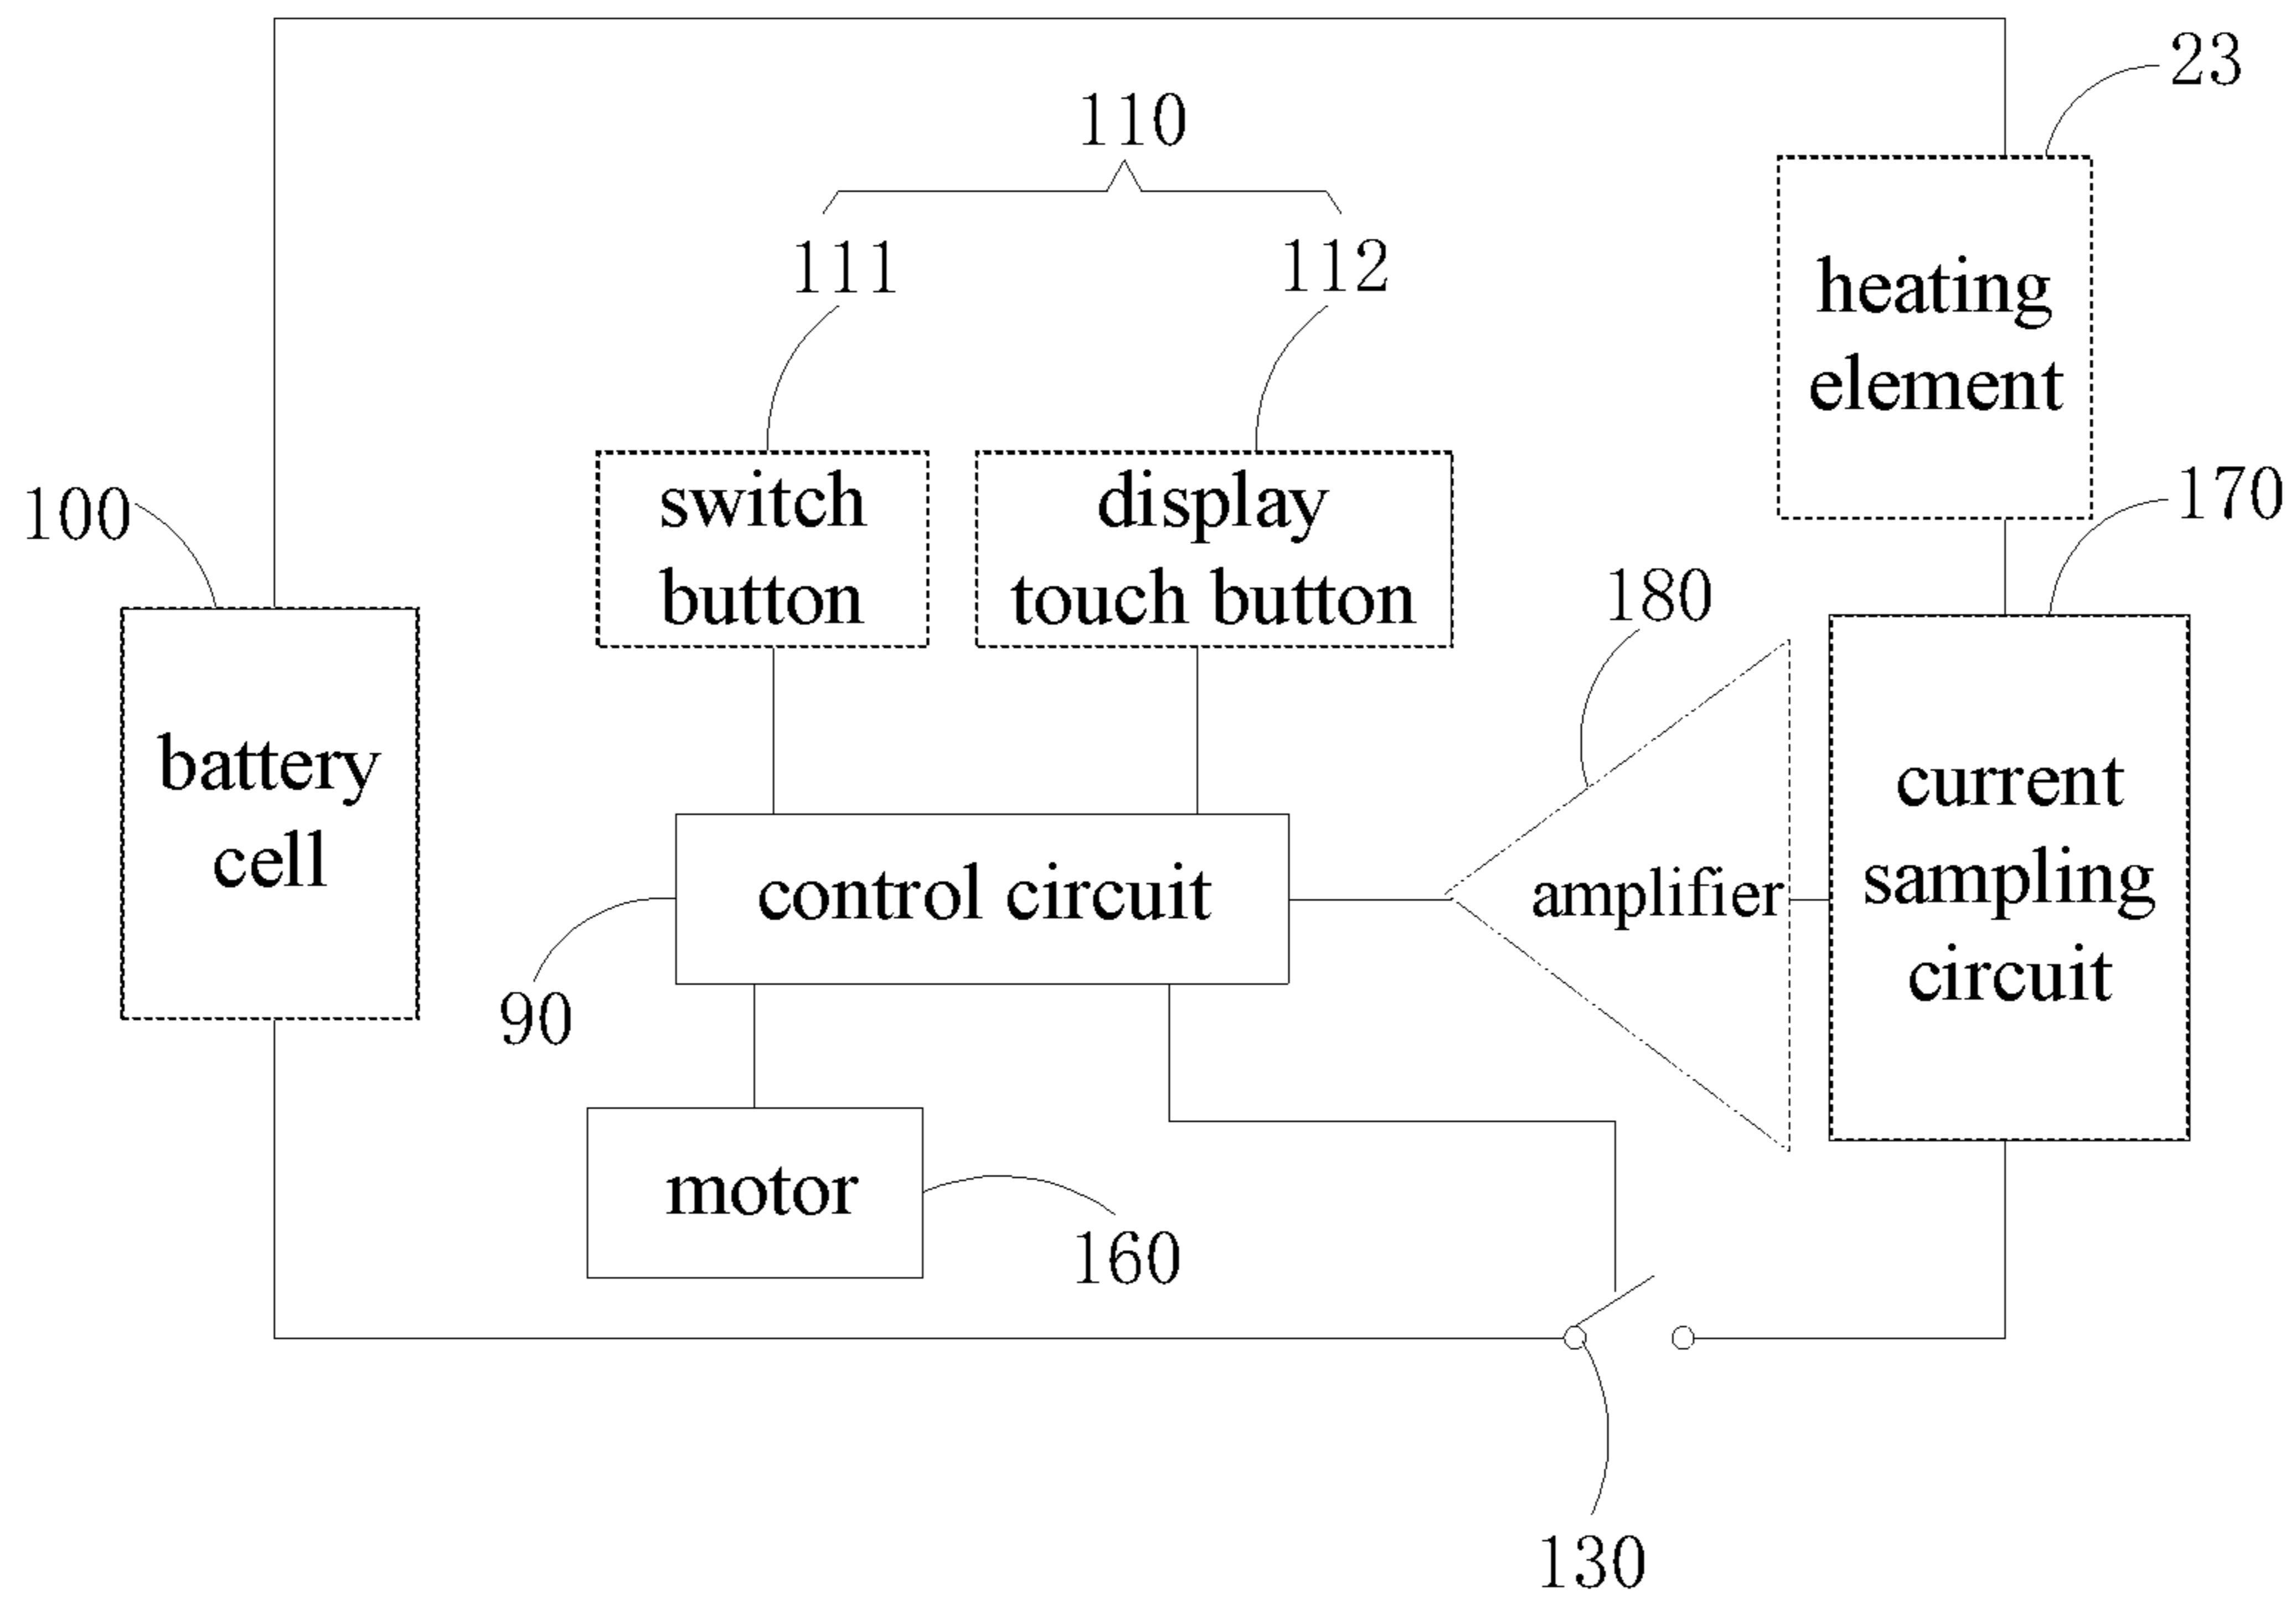 23
110
111
112
heating
element
100
switch
button
display
touch button
170
180
battery
cell
current
sampling
circuit
control circuit
amplifier
90
motor
160
130